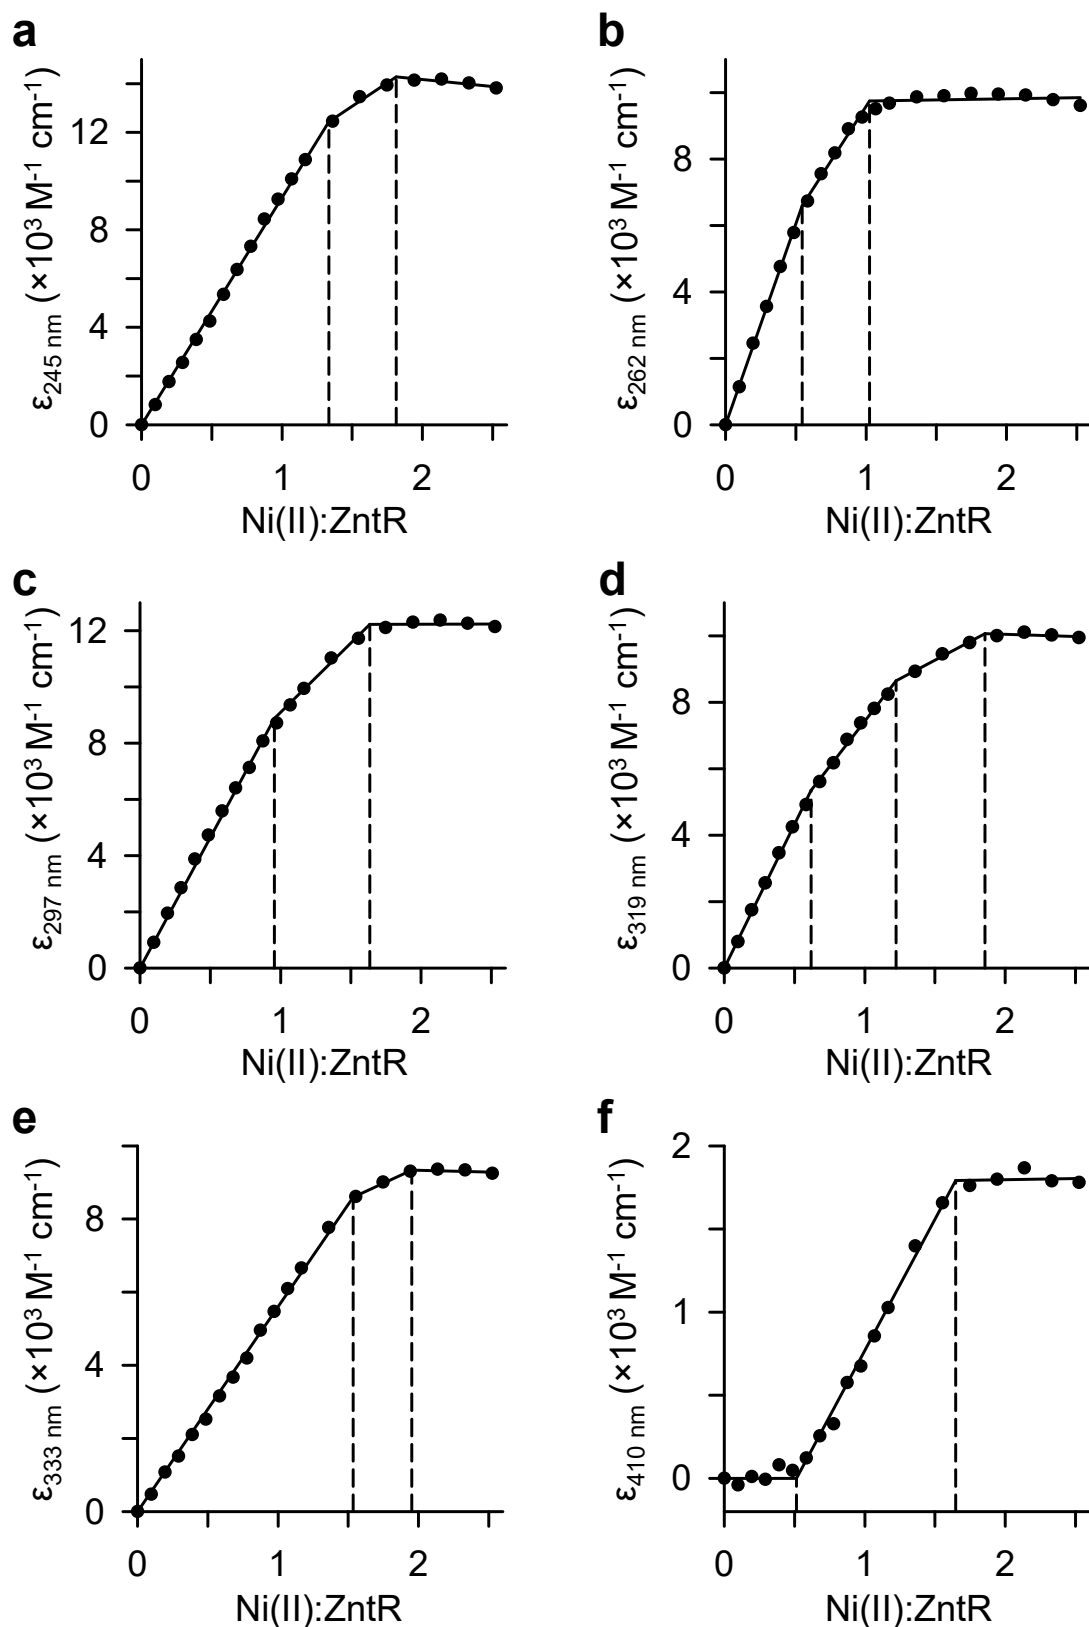 a
ε245 nm (×10³ M⁻¹ cm⁻¹)
12
8
4
0
0 1 2
Ni(II):ZntR
b
ε262 nm (×10³ M⁻¹ cm⁻¹)
8
4
0
0 1 2
Ni(II):ZntR
c
ε297 nm (×10³ M⁻¹ cm⁻¹)
12
8
4
0
0 1 2
Ni(II):ZntR
d
ε319 nm (×10³ M⁻¹ cm⁻¹)
8
4
0
0 1 2
Ni(II):ZntR
e
ε333 nm (×10³ M⁻¹ cm⁻¹)
8
4
0
0 1 2
Ni(II):ZntR
f
ε410 nm (×10³ M⁻¹ cm⁻¹)
2
1
0
0 1 2
Ni(II):ZntR